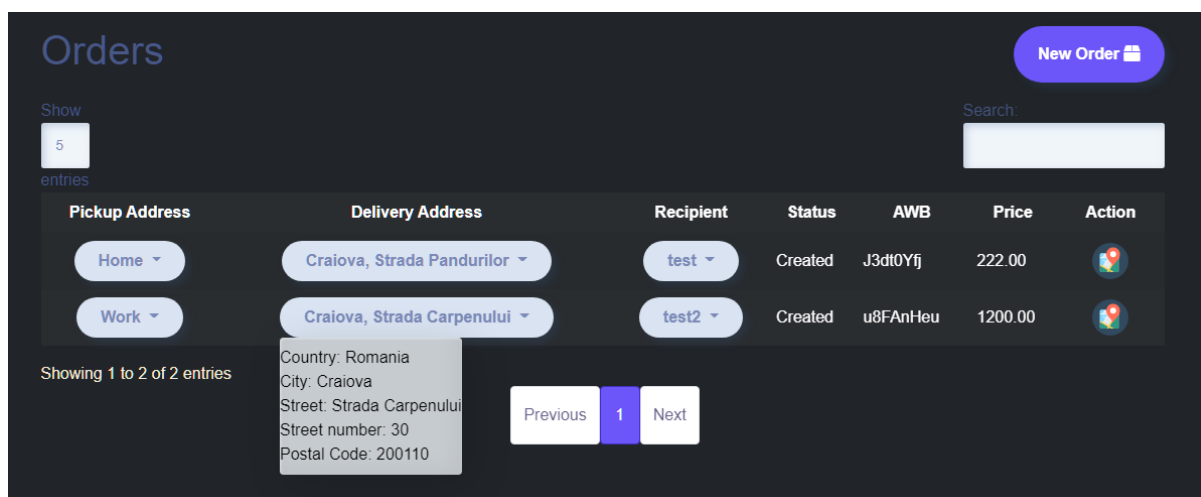 Orders
New Order
Show
Search:
5
entries
Pickup Address Delivery Address Recipient Status AWB Price Action
Home Craiova, Strada Pandurilor test Created J3dt0Yfj 222.00
Work Craiova, Strada Carpenului test2 Created u8FAnHeu 1200.00
Showing 1 to 2 of 2 entries
Country: Romania
City: Craiova
Street: Strada Carpenului
Street number: 30
Postal Code: 200110
Previous 1 Next